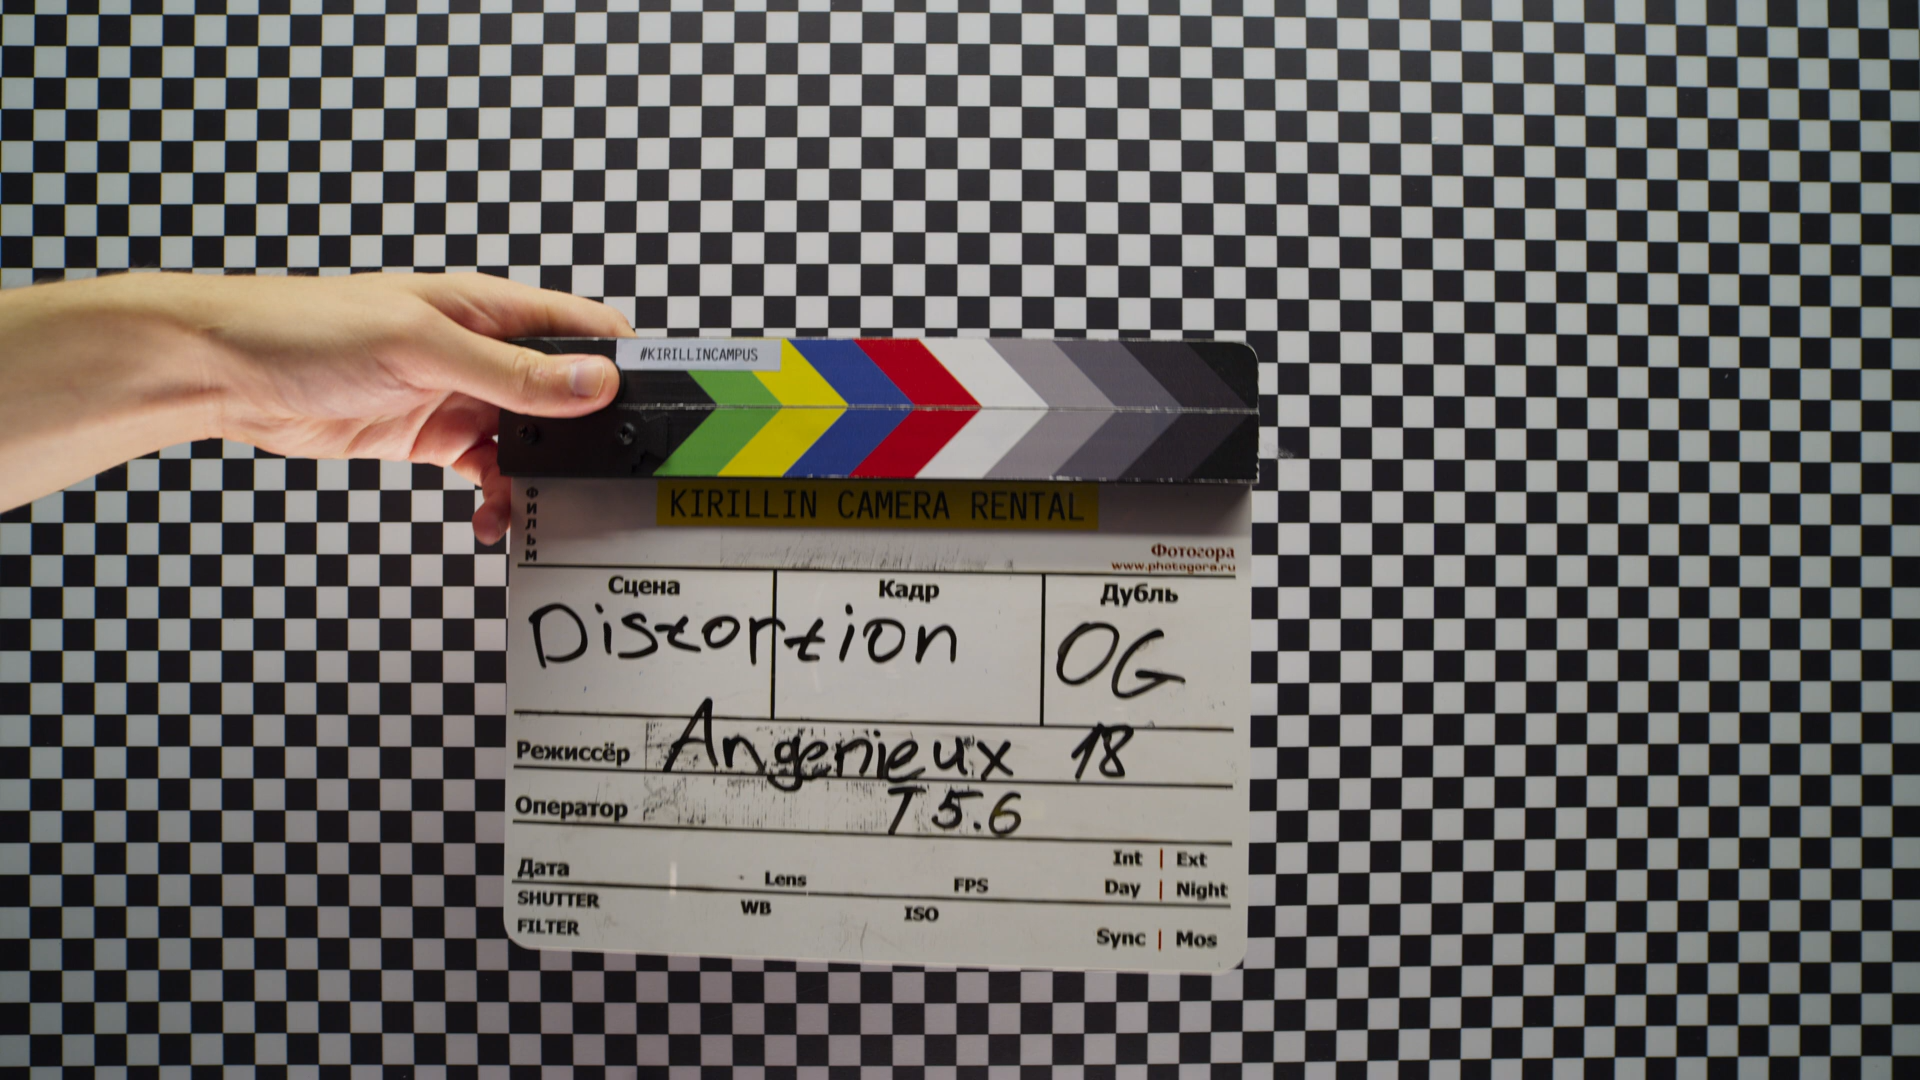 #KIRILLINCAMPUS
KIRILLIN CAMERA RENTAL
ФИЛЬМ
Фотогора
www.photogora.ru
Сцена Кадр Дубль
Distortion OG
Режиссёр Angenieux 18
Оператор T 5.6
Int | Ext
Дата Lens FPS Day | Night
SHUTTER WB ISO
FILTER Sync | Mos